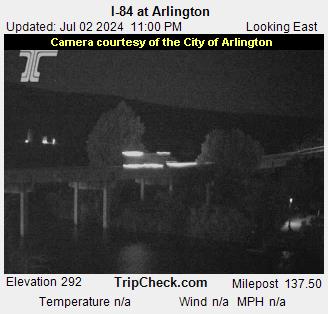 I-84 at Arlington
Updated: Jul 02 2024 11:00 PM Looking East
Camera courtesy of the City of Arlington
Elevation 292 TripCheck.com Milepost 137.50
Temperature n/a Wind n/a MPH n/a